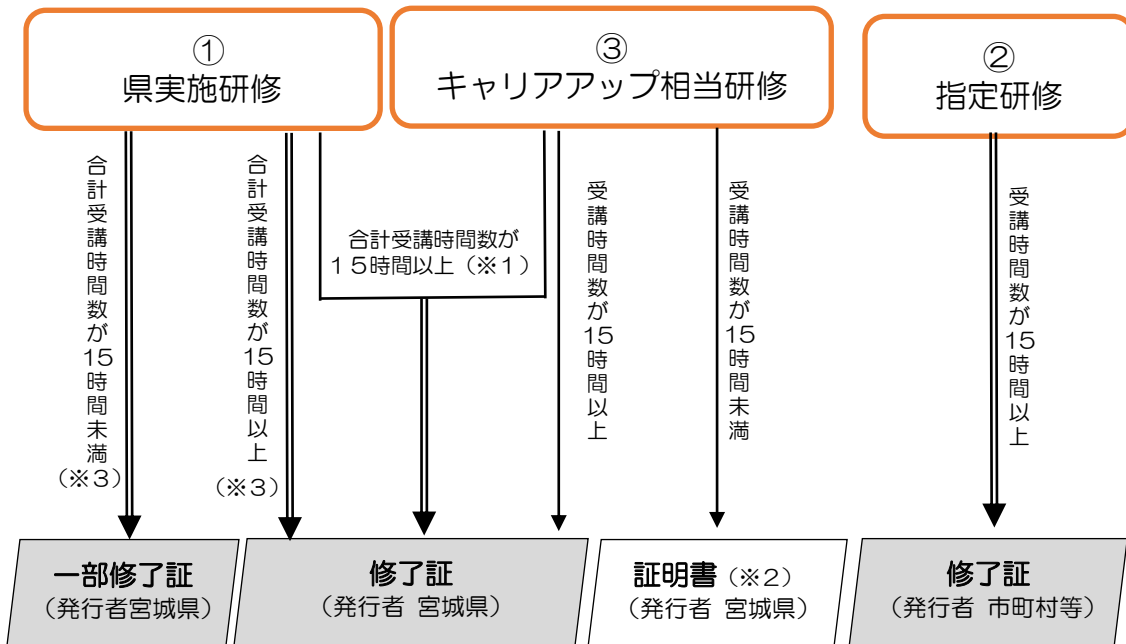 ①
県実施研修
③
キャリアアップ相当研修
②
指定研修
合計受講時間数が15時間未満
（※３）
合計受講時間数が15時間以上
（※３）
合計受講時間数が
１５時間以上（※１）
受講時間数が15時間以上
受講時間数が15時間未満
受講時間数が15時間以上
一部修了証
（発行者宮城県）
修了証
（発行者 宮城県）
証明書（※２）
（発行者 宮城県）
修了証
（発行者 市町村等）